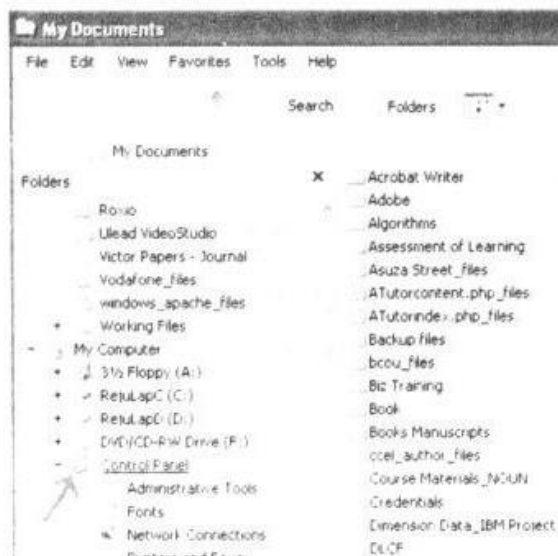 My Documents
File Edit View Favorites Tools Help
Search Folders
My Documents
Folders
Roxio
Ulead VideoStudio
Victor Papers - Journal
Vodafone_files
windows_apache_files
Working Files
My Computer
3½ Floppy (A:)
RejuLapC (C:)
RejuLapD (D:)
DVD/CD-RW Drive (F:)
Control Panel
Administrative Tools
Fonts
Network Connections
Acrobat Writer
Adobe
Algorithms
Assessment of Learning
Asuza Street_files
ATutorcontent.php_files
ATutorindex.php_files
Backup files
bcou_files
Biz Training
Book
Books Manuscripts
ccel_author_files
Course Materials_NOUN
Credentials
Dimension Data_IBM Project
DLCF